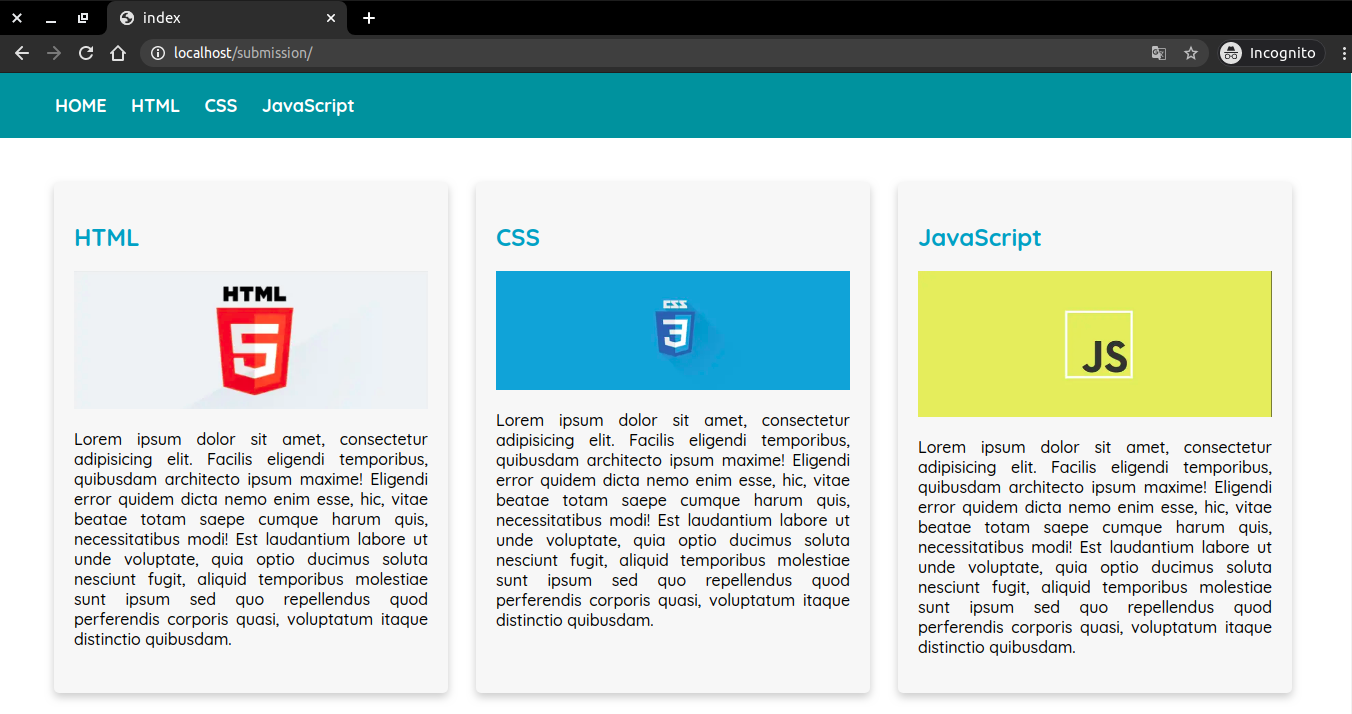 index
localhost/submission/
Incognito
HOME HTML CSS JavaScript
HTML
HTML
5
Lorem ipsum dolor sit amet, consectetur
adipisicing elit. Facilis eligendi temporibus,
quibusdam architecto ipsum maxime! Eligendi
error quidem dicta nemo enim esse, hic, vitae
beatae totam saepe cumque harum quis,
necessitatibus modi! Est laudantium labore ut
unde voluptate, quia optio ducimus soluta
nesciunt fugit, aliquid temporibus molestiae
sunt ipsum sed quo repellendus quod
perferendis corporis quasi, voluptatum itaque
distinctio quibusdam.
CSS
CSS
3
Lorem ipsum dolor sit amet, consectetur
adipisicing elit. Facilis eligendi temporibus,
quibusdam architecto ipsum maxime! Eligendi
error quidem dicta nemo enim esse, hic, vitae
beatae totam saepe cumque harum quis,
necessitatibus modi! Est laudantium labore ut
unde voluptate, quia optio ducimus soluta
nesciunt fugit, aliquid temporibus molestiae
sunt ipsum sed quo repellendus quod
perferendis corporis quasi, voluptatum itaque
distinctio quibusdam.
JavaScript
JS
Lorem ipsum dolor sit amet, consectetur
adipisicing elit. Facilis eligendi temporibus,
quibusdam architecto ipsum maxime! Eligendi
error quidem dicta nemo enim esse, hic, vitae
beatae totam saepe cumque harum quis,
necessitatibus modi! Est laudantium labore ut
unde voluptate, quia optio ducimus soluta
nesciunt fugit, aliquid temporibus molestiae
sunt ipsum sed quo repellendus quod
perferendis corporis quasi, voluptatum itaque
distinctio quibusdam.